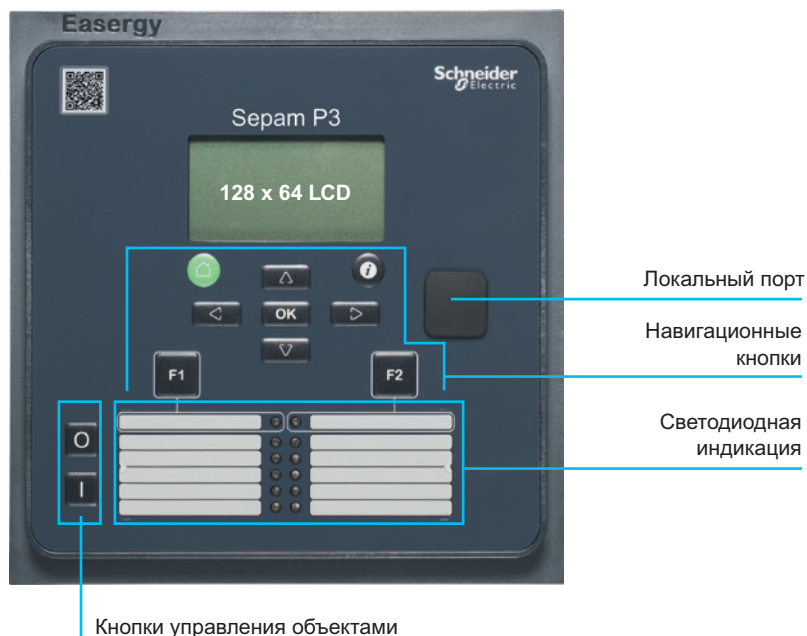 Easergy
Schneider
Electric
Sepam P3
128 x 64 LCD
i
OK
F1
F2
O
I
Локальный порт
Навигационные
кнопки
Светодиодная
индикация
Кнопки управления объектами